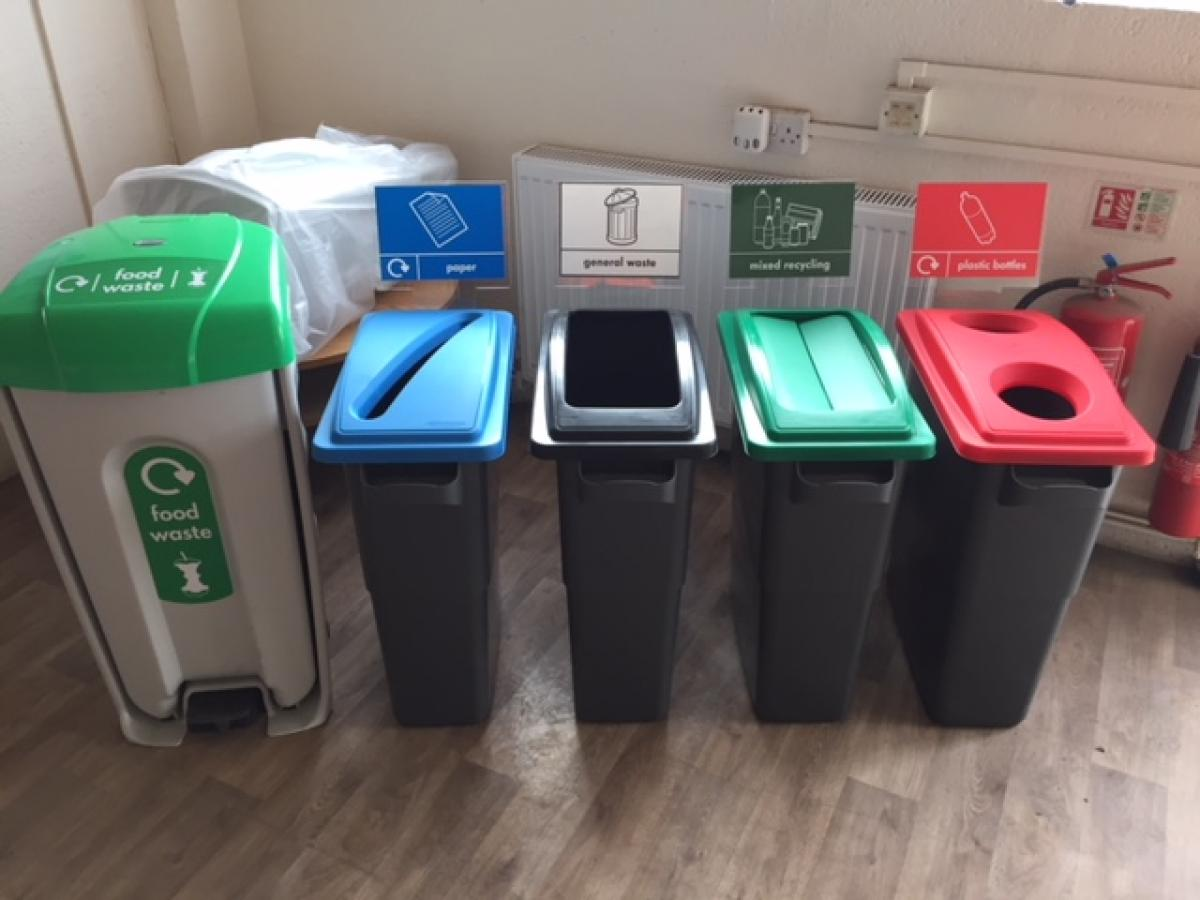 food
waste
paper
general waste
mixed recycling
plastic bottles
food
waste